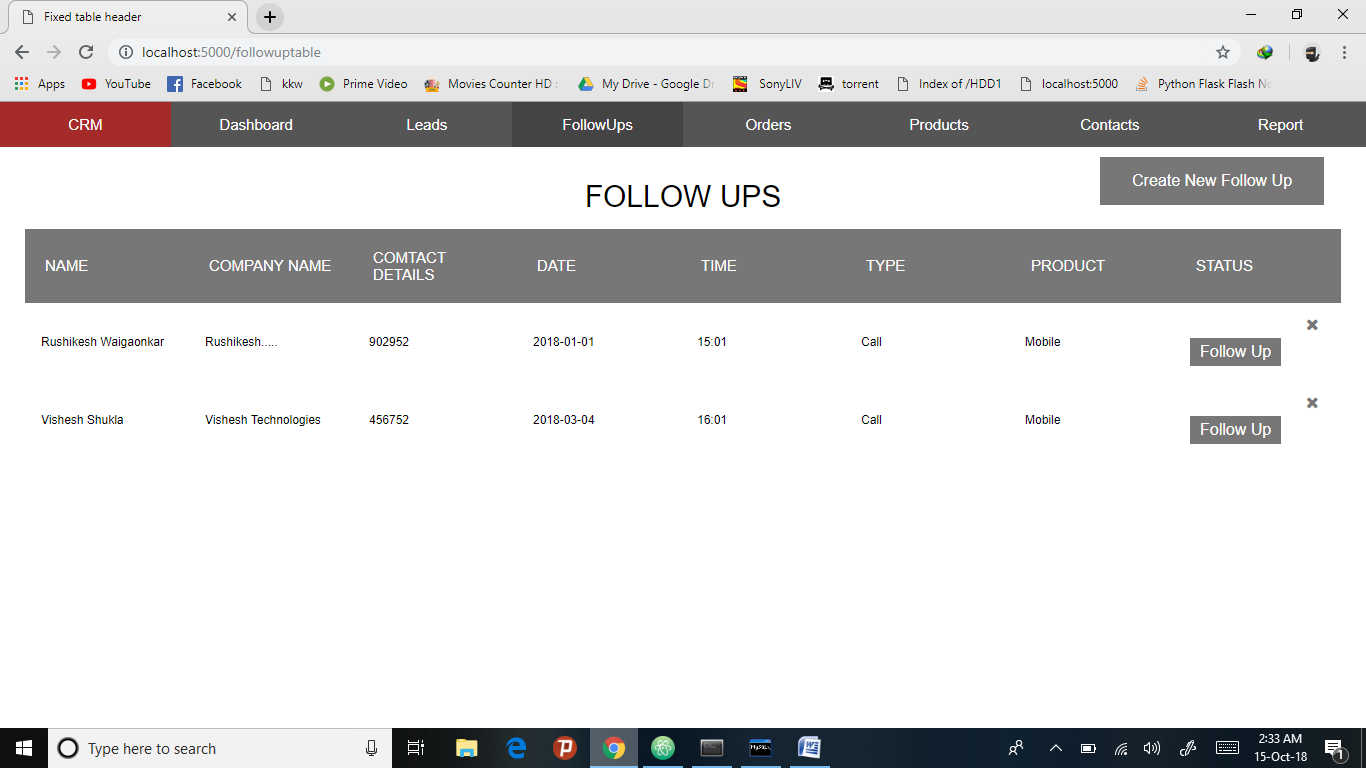 Fixed table header
localhost:5000/followuptable
Apps YouTube Facebook kkw Prime Video Movies Counter HD : My Drive - Google Dr SonyLIV torrent Index of /HDD1 localhost:5000 Python Flask Flash No
CRM Dashboard Leads FollowUps Orders Products Contacts Report
Create New Follow Up
FOLLOW UPS
NAME COMPANY NAME COMTACT DETAILS DATE TIME TYPE PRODUCT STATUS
Rushikesh Waigaonkar Rushikesh..... 902952 2018-01-01 15:01 Call Mobile Follow Up
Vishesh Shukla Vishesh Technologies 456752 2018-03-04 16:01 Call Mobile Follow Up
Type here to search
2:33 AM
15-Oct-18
1